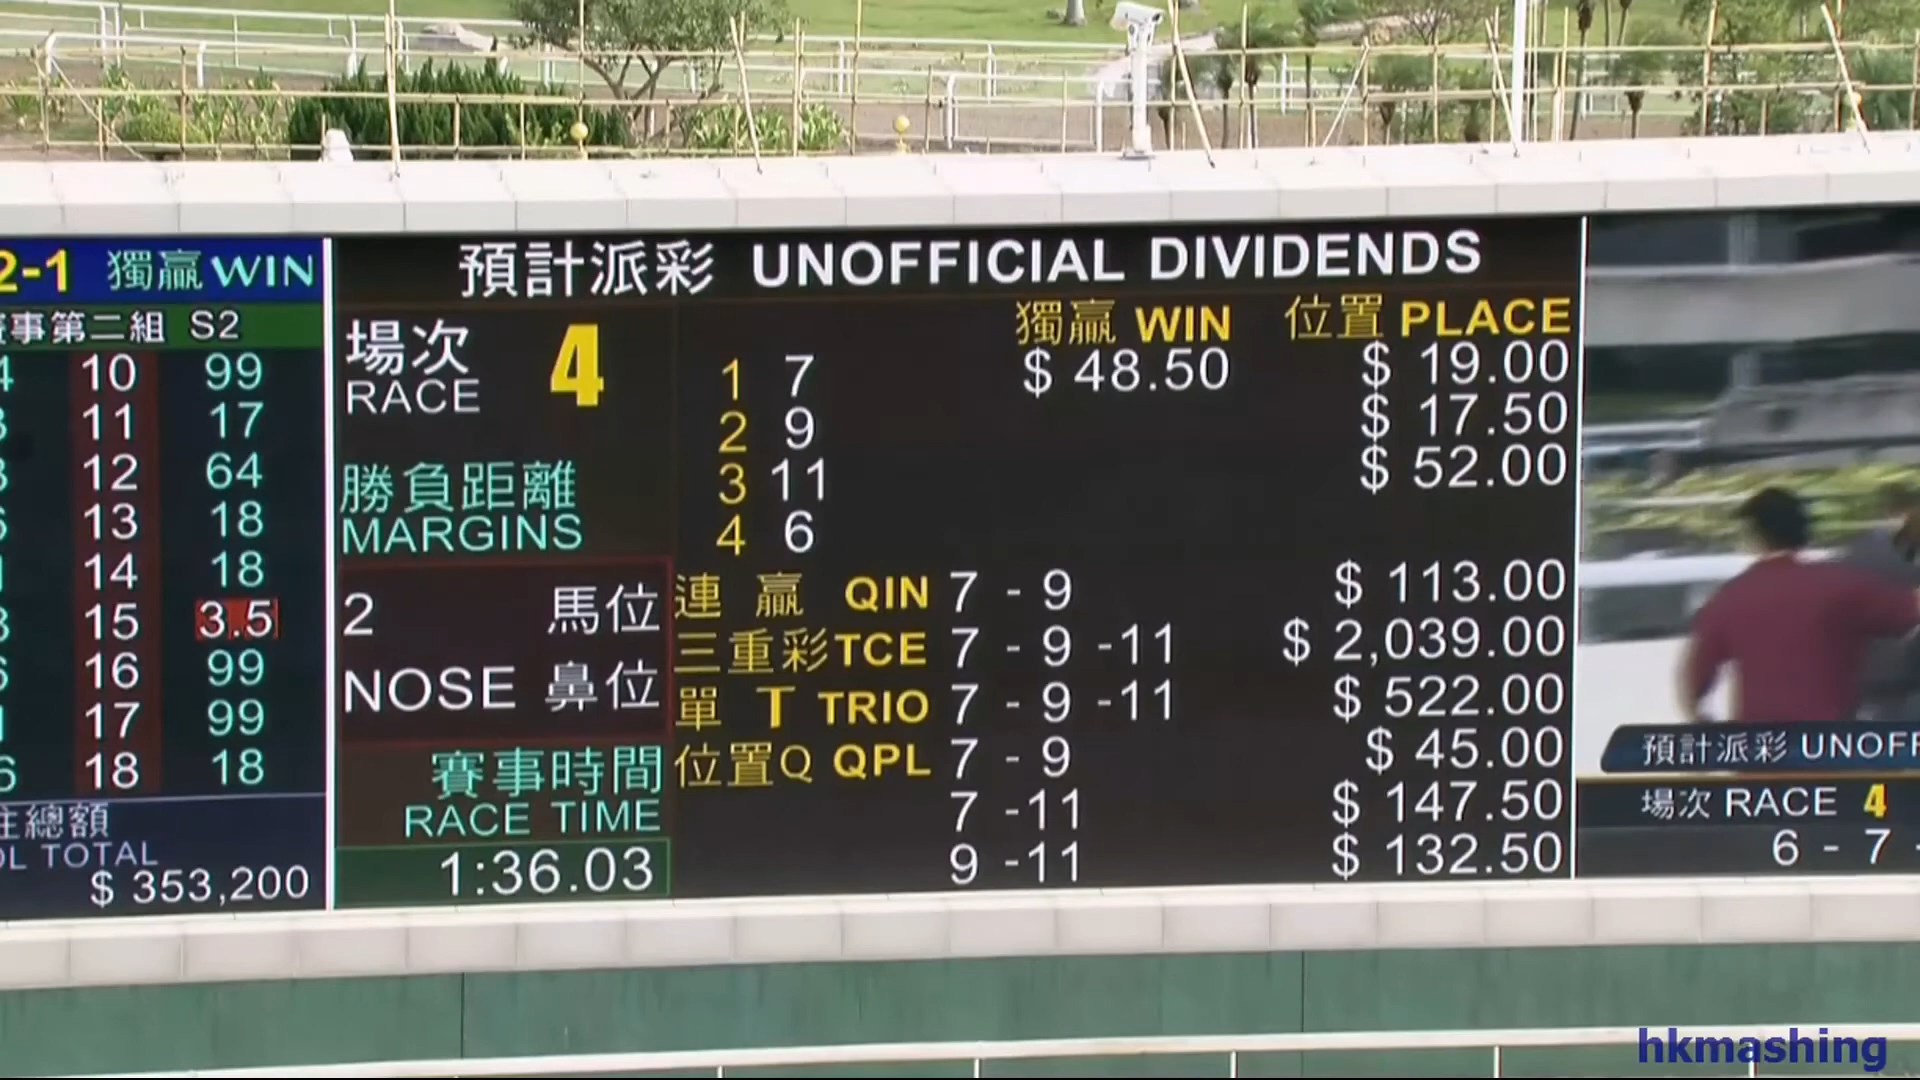 2-1 獨贏 WIN
賽事第二組 S2
10 99
11 17
12 64
13 18
14 18
15 3.5
16 99
17 99
18 18
總額
TOTAL
$ 353,200
預計派彩 UNOFFICIAL DIVIDENDS
場次 4
RACE
勝負距離
MARGINS
2 馬位
NOSE 鼻位
賽事時間
RACE TIME
1:36.03
獨贏 WIN 位置 PLACE
1 7 $ 48.50 $ 19.00
2 9 $ 17.50
3 11 $ 52.00
4 6
連贏 QIN 7 - 9 $ 113.00
三重彩 TCE 7 - 9 -11 $ 2,039.00
單T TRIO 7 - 9 -11 $ 522.00
位置Q QPL 7 - 9 $ 45.00
7 -11 $ 147.50
9 -11 $ 132.50
預計派彩 UNOFF
場次 RACE 4
6 - 7 -
hkmashing